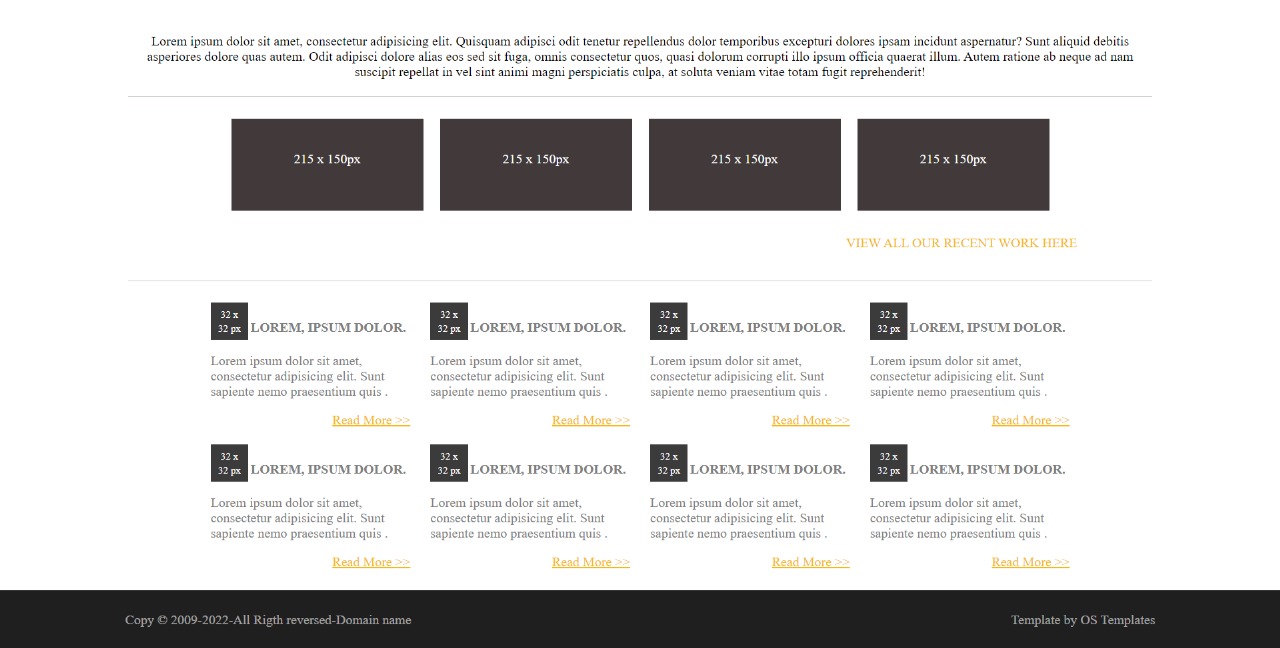 Lorem ipsum dolor sit amet, consectetur adipisicing elit. Quisquam adipisci odit tenetur repellendus dolor temporibus excepturi dolores ipsam incidunt aspernatur? Sunt aliquid debitis
asperiores dolore quas autem. Odit adipisci dolore alias eos sed sit fuga, omnis consectetur quos, quasi dolorum corrupti illo ipsum officia quaerat illum. Autem ratione ab neque ad nam
suscipit repellat in vel sint animi magni perspiciatis culpa, at soluta veniam vitae totam fugit reprehenderit!
215 x 150px
215 x 150px
215 x 150px
215 x 150px
VIEW ALL OUR RECENT WORK HERE
32 x
32 px LOREM, IPSUM DOLOR.
Lorem ipsum dolor sit amet,
consectetur adipisicing elit. Sunt
sapiente nemo praesentium quis .
Read More >>
32 x
32 px LOREM, IPSUM DOLOR.
Lorem ipsum dolor sit amet,
consectetur adipisicing elit. Sunt
sapiente nemo praesentium quis .
Read More >>
32 x
32 px LOREM, IPSUM DOLOR.
Lorem ipsum dolor sit amet,
consectetur adipisicing elit. Sunt
sapiente nemo praesentium quis .
Read More >>
32 x
32 px LOREM, IPSUM DOLOR.
Lorem ipsum dolor sit amet,
consectetur adipisicing elit. Sunt
sapiente nemo praesentium quis .
Read More >>
32 x
32 px LOREM, IPSUM DOLOR.
Lorem ipsum dolor sit amet,
consectetur adipisicing elit. Sunt
sapiente nemo praesentium quis .
Read More >>
32 x
32 px LOREM, IPSUM DOLOR.
Lorem ipsum dolor sit amet,
consectetur adipisicing elit. Sunt
sapiente nemo praesentium quis .
Read More >>
32 x
32 px LOREM, IPSUM DOLOR.
Lorem ipsum dolor sit amet,
consectetur adipisicing elit. Sunt
sapiente nemo praesentium quis .
Read More >>
32 x
32 px LOREM, IPSUM DOLOR.
Lorem ipsum dolor sit amet,
consectetur adipisicing elit. Sunt
sapiente nemo praesentium quis .
Read More >>
Copy © 2009-2022-All Rigth reversed-Domain name
Template by OS Templates